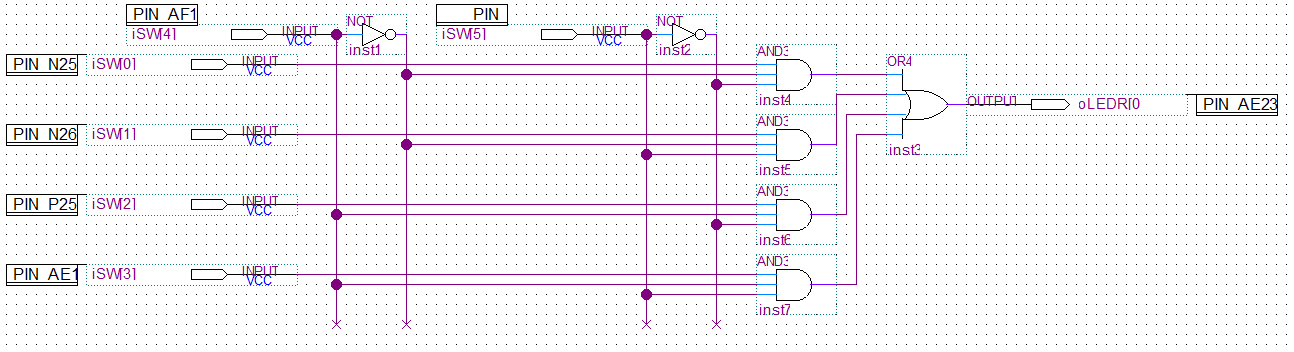 PIN_AF1 NOT PIN NOT
iSW[4] INPUT VCC iSW[5] INPUT VCC
inst1 inst2
PIN_N25 iSW[0] INPUT VCC AND3 OR4
inst4
OUTPUT oLEDR[0 PIN_AE23
PIN_N26 iSW[1] INPUT VCC AND3
inst3
inst5
PIN_P25 iSW[2] INPUT VCC AND3
inst6
PIN_AE1 iSW[3] INPUT VCC AND3
inst7